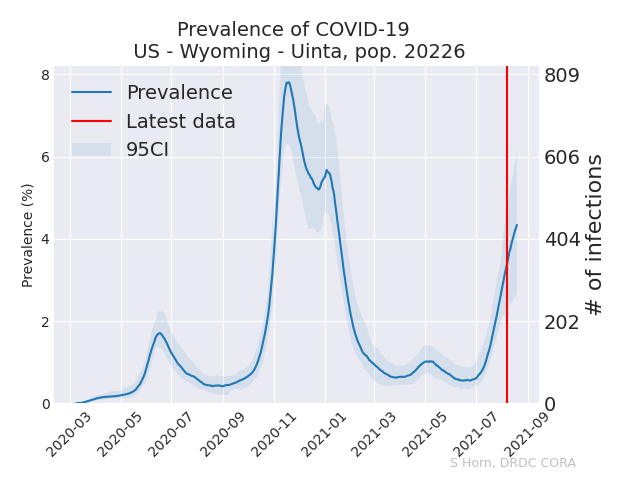 Prevalence of COVID-19
US - Wyoming - Uinta, pop. 20226
Prevalence
Latest data
95CI
Prevalence (%)
8
6
4
2
0
809
606
404
202
0
# of infections
2020-03
2020-05
2020-07
2020-09
2020-11
2021-01
2021-03
2021-05
2021-07
2021-09
S Horn, DRDC CORA